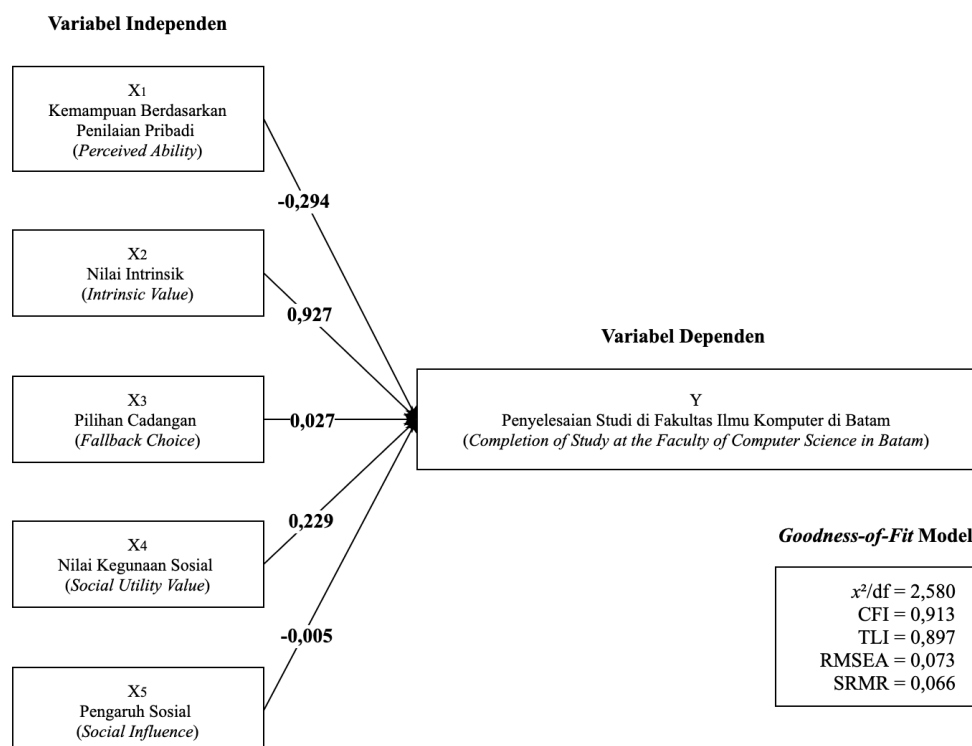 Variabel Independen
X1
Kemampuan Berdasarkan
Penilaian Pribadi
(Perceived Ability)
-0,294
X2
Nilai Intrinsik
(Intrinsic Value)
0,927
Variabel Dependen
X3
Pilihan Cadangan
(Fallback Choice)
0,027
Y
Penyelesaian Studi di Fakultas Ilmu Komputer di Batam
(Completion of Study at the Faculty of Computer Science in Batam)
X4
Nilai Kegunaan Sosial
(Social Utility Value)
0,229
Goodness-of-Fit Model
x²/df = 2,580
CFI = 0,913
TLI = 0,897
RMSEA = 0,073
SRMR = 0,066
-0,005
X5
Pengaruh Sosial
(Social Influence)